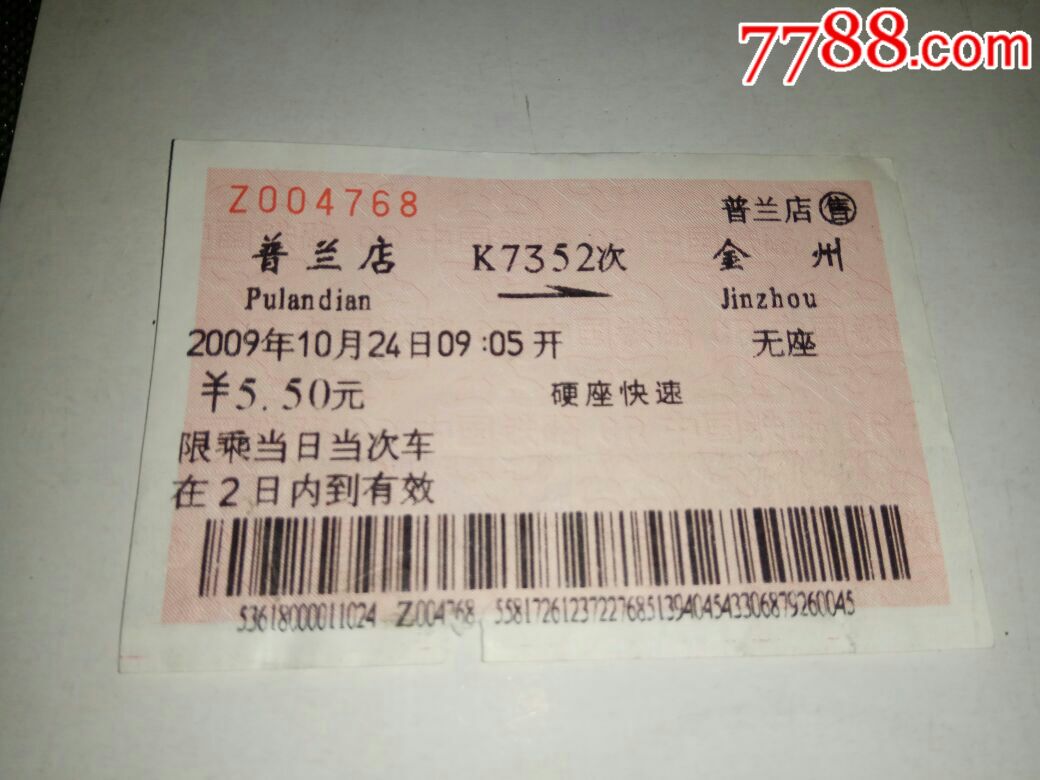 7788.com
Z004768
普兰店 售
普兰店 K7352次 金州
Pulandian Jinzhou
2009年10月24日09:05开 无座
¥5.50元 硬座快速
限乘当日当次车
在2日内到有效
53618000011024 Z004768 55817261237227685139404543306879260045